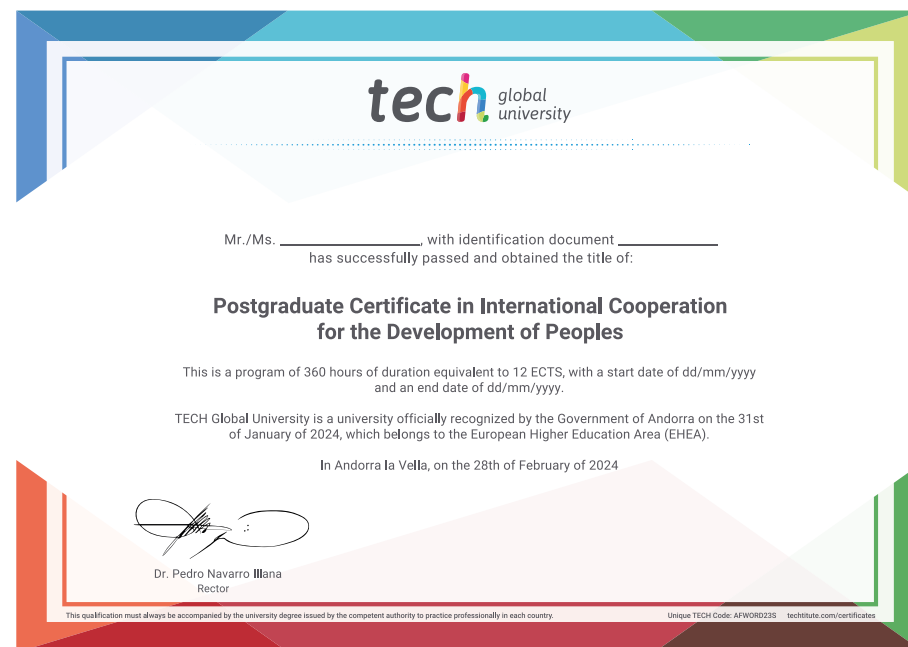 tech global university
Mr./Ms. ____________________, with identification document ______________
has successfully passed and obtained the title of:
Postgraduate Certificate in International Cooperation
for the Development of Peoples
This is a program of 360 hours of duration equivalent to 12 ECTS, with a start date of dd/mm/yyyy
and an end date of dd/mm/yyyy.
TECH Global University is a university officially recognized by the Government of Andorra on the 31st
of January of 2024, which belongs to the European Higher Education Area (EHEA).
In Andorra la Vella, on the 28th of February of 2024
Dr. Pedro Navarro Illana
Rector
This qualification must always be accompanied by the university degree issued by the competent authority to practice professionally in each country. Unique TECH Code: AFWORD23S techtitute.com/certificates